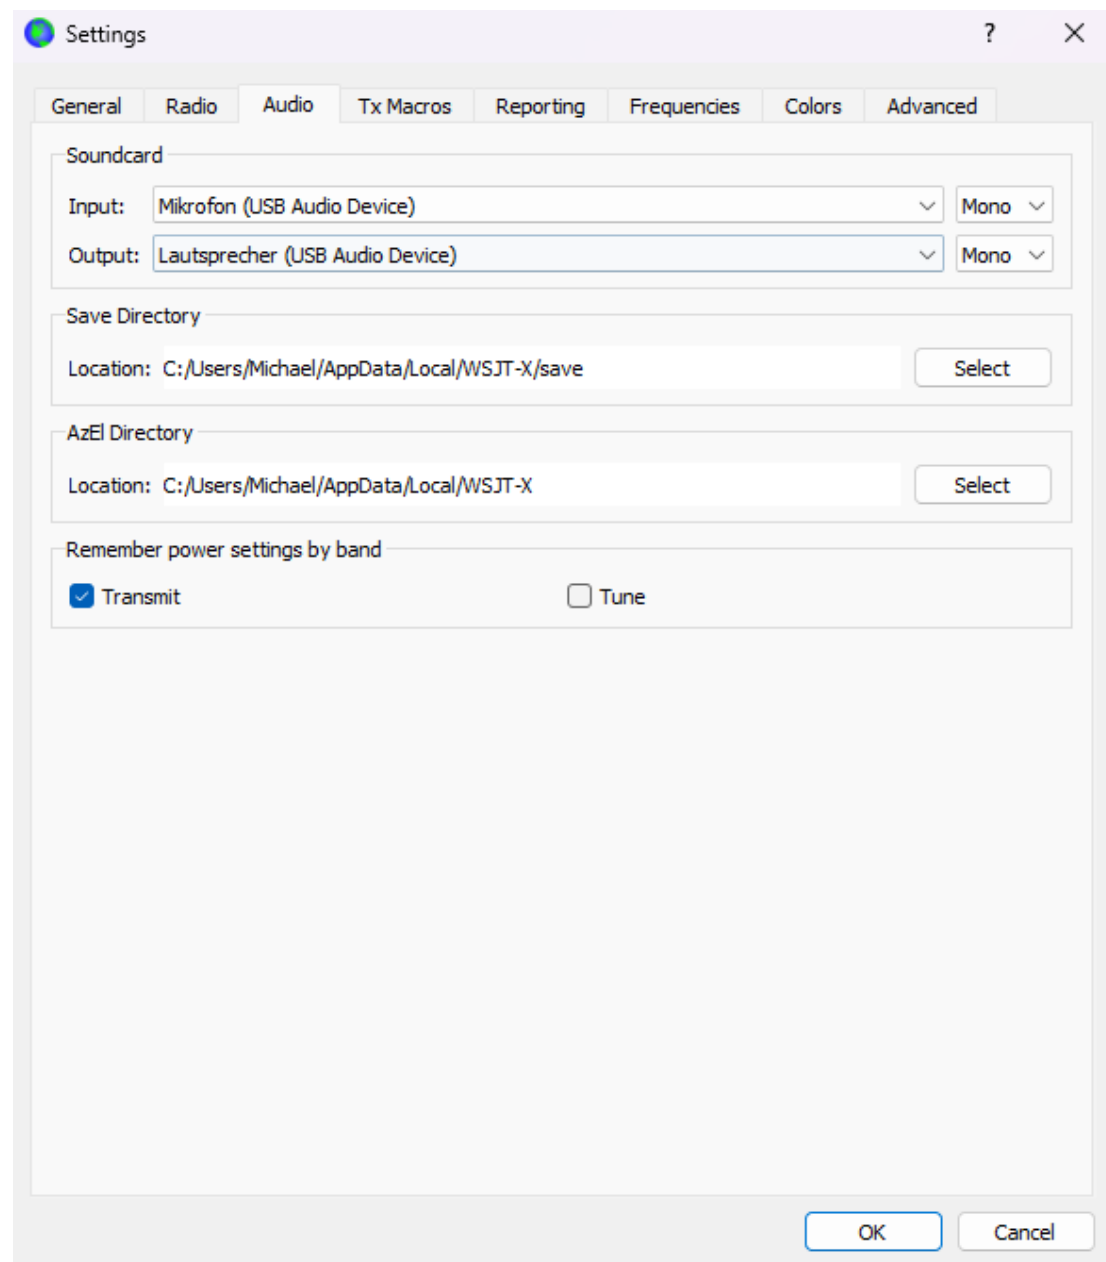 Settings ?
General Radio Audio Tx Macros Reporting Frequencies Colors Advanced
Soundcard
Input: Mikrofon (USB Audio Device) Mono
Output: Lautsprecher (USB Audio Device) Mono
Save Directory
Location: C:/Users/Michael/AppData/Local/WSJT-X/save Select
AzEl Directory
Location: C:/Users/Michael/AppData/Local/WSJT-X Select
Remember power settings by band
Transmit Tune
OK Cancel